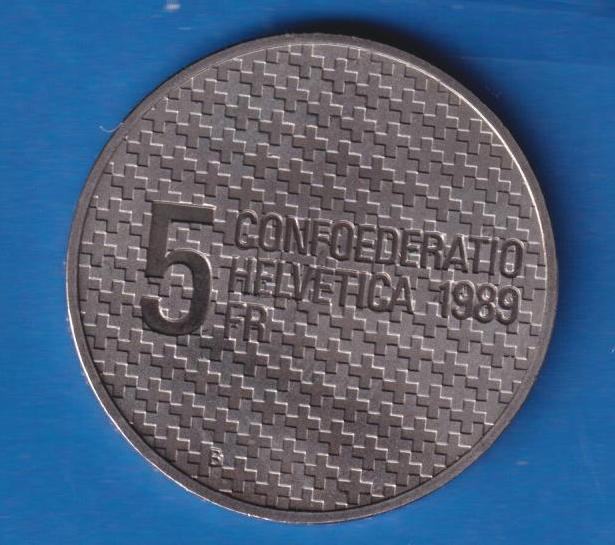 5 CONFOEDERATIO
HELVETICA 1989
FR
B